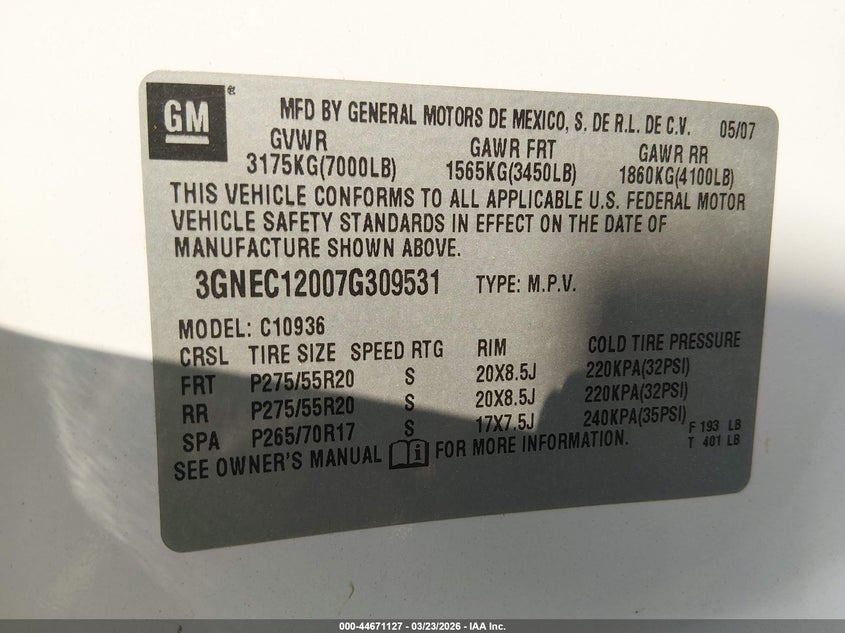 GM ®
MFD BY GENERAL MOTORS DE MEXICO, S. DE R.L. DE C.V. 05/07
GVWR GAWR FRT GAWR RR
3175KG(7000LB) 1565KG(3450LB) 1860KG(4100LB)
THIS VEHICLE CONFORMS TO ALL APPLICABLE U.S. FEDERAL MOTOR
VEHICLE SAFETY STANDARDS IN EFFECT ON THE DATE OF
MANUFACTURE SHOWN ABOVE.
3GNEC12007G309531 TYPE: M.P.V.
MODEL: C10936
CRSL TIRE SIZE SPEED RTG RIM COLD TIRE PRESSURE
FRT P275/55R20 S 20X8.5J 220KPA(32PSI)
RR P275/55R20 S 20X8.5J 220KPA(32PSI)
SPA P265/70R17 S 17X7.5J 240KPA(35PSI) F 193 LB
T 401 LB
SEE OWNER'S MANUAL i FOR MORE INFORMATION.
000-44671127 - 03/23/2026 - IAA Inc.